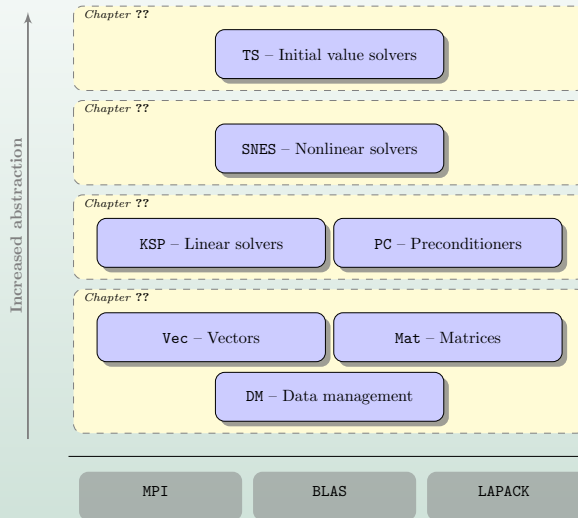 Chapter ??
TS – Initial value solvers
Chapter ??
SNES – Nonlinear solvers
Chapter ??
KSP – Linear solvers
PC – Preconditioners
Chapter ??
Vec – Vectors
Mat – Matrices
DM – Data management
Increased abstraction
MPI
BLAS
LAPACK